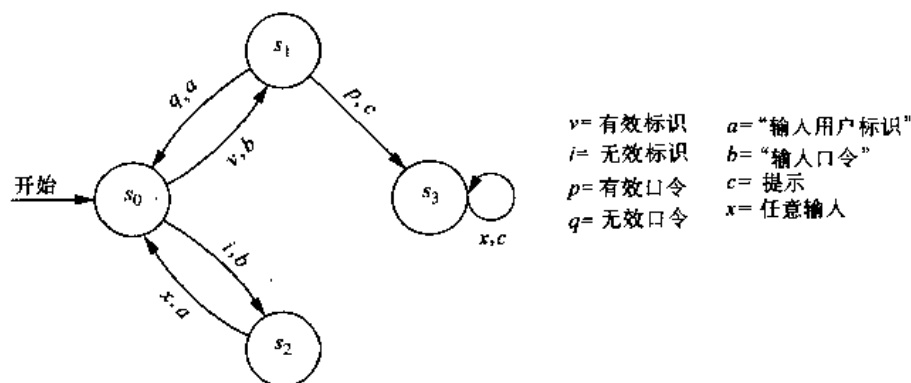 s1
q,a
v,b
p,c
开始
s0
s3
x,c
i,b
x,a
s2
v= 有效标识 a="输入用户标识"
i= 无效标识 b="输入口令"
p= 有效口令 c= 提示
q= 无效口令 x= 任意输入